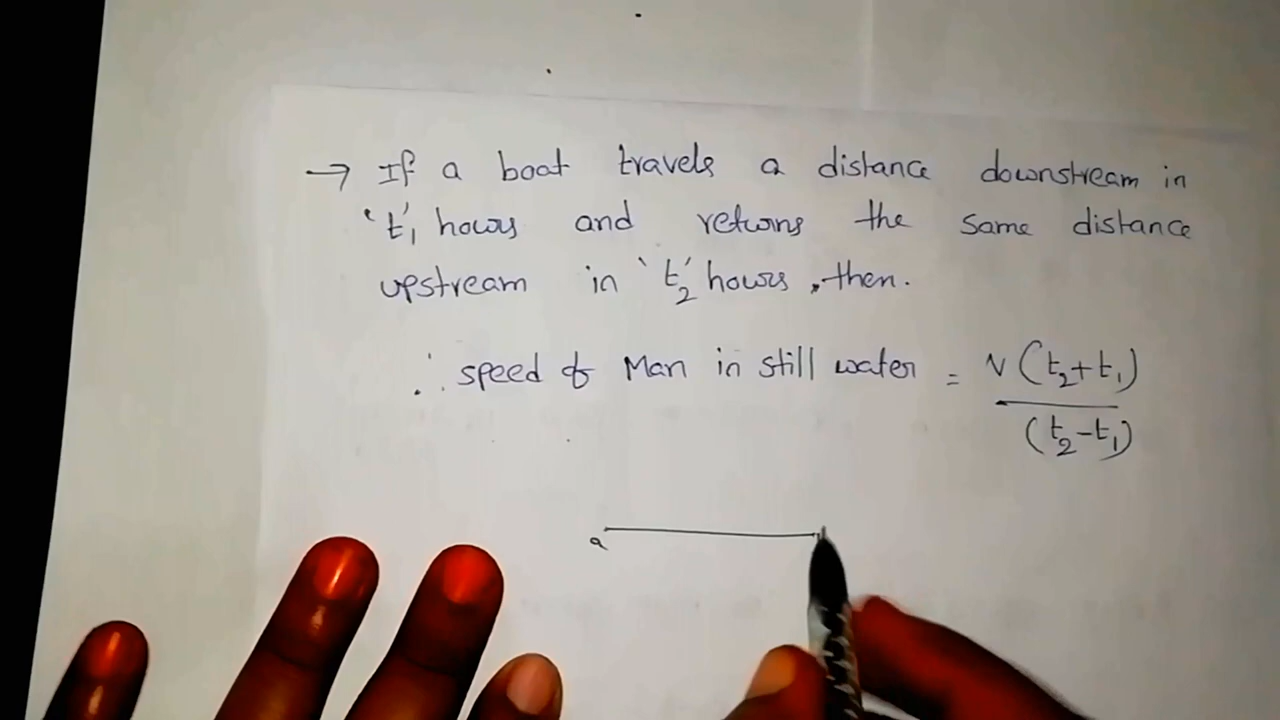 → If a boat travels a distance downstream in
't₁' hours and returns the same distance
upstream in 't₂' hours, then.
∴ speed of Man in still water = v(t₂+t₁)/(t₂-t₁)
a